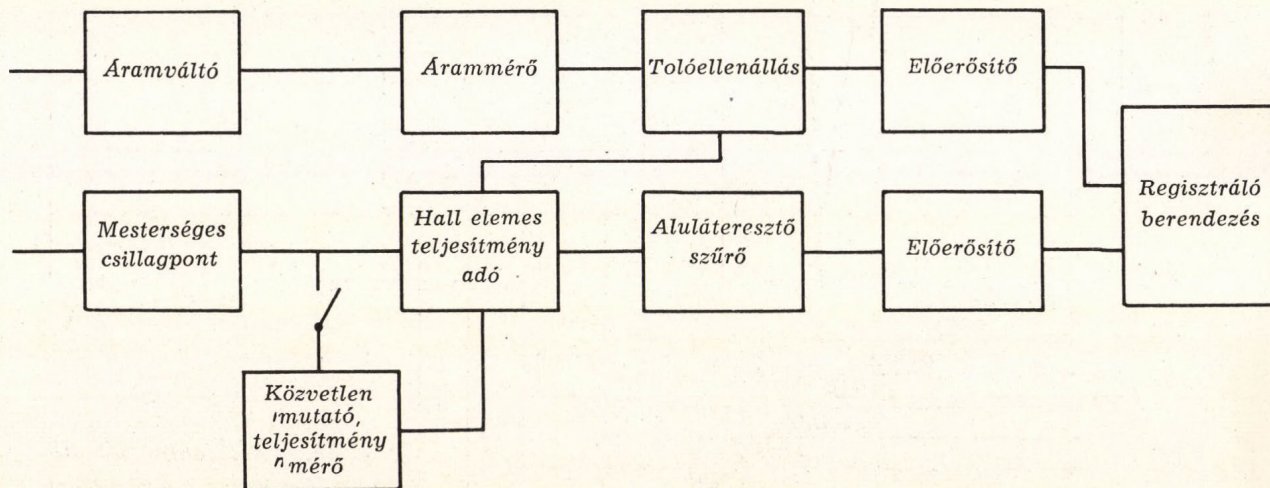 Áramváltó
Árammérő
Tolóellenállás
Előerősítő
Regisztráló
berendezés
Mesterséges
csillagpont
Hall elemes
teljesítmény
adó
Aluláteresztő
szűrő
Előerősítő
Közvetlen
mutató,
teljesítmény
mérő